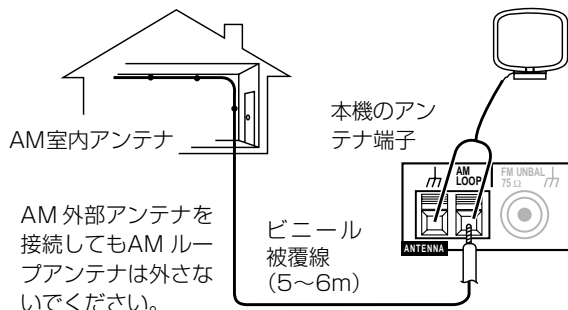 AM室内アンテナ
本機のアン
テナ端子
AM
LOOP
FM UNBAL
75 Ω
ANTENNA
AM 外部アンテナを
接続してもAM ルー
プアンテナは外さな
いでください。
ビニール
被覆線
(5〜6m)